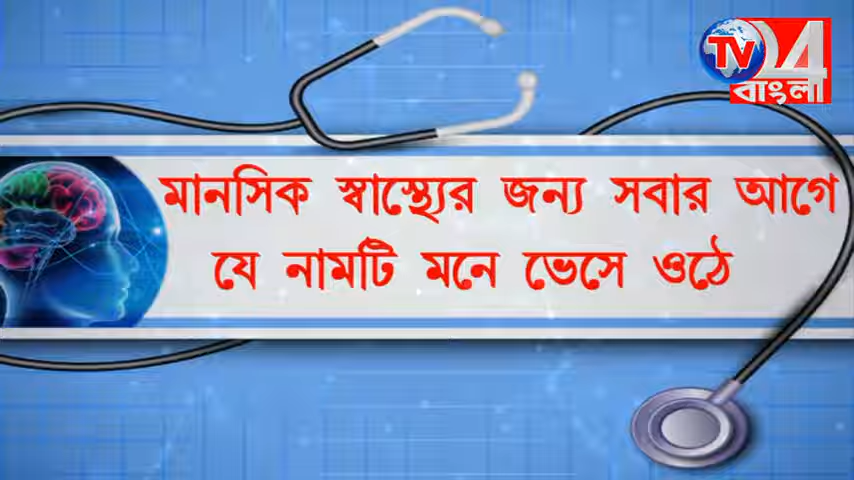 TV 24
বাংলা
মানসিক স্বাস্থ্যের জন্য সবার আগে
যে নামটি মনে ভেসে ওঠে